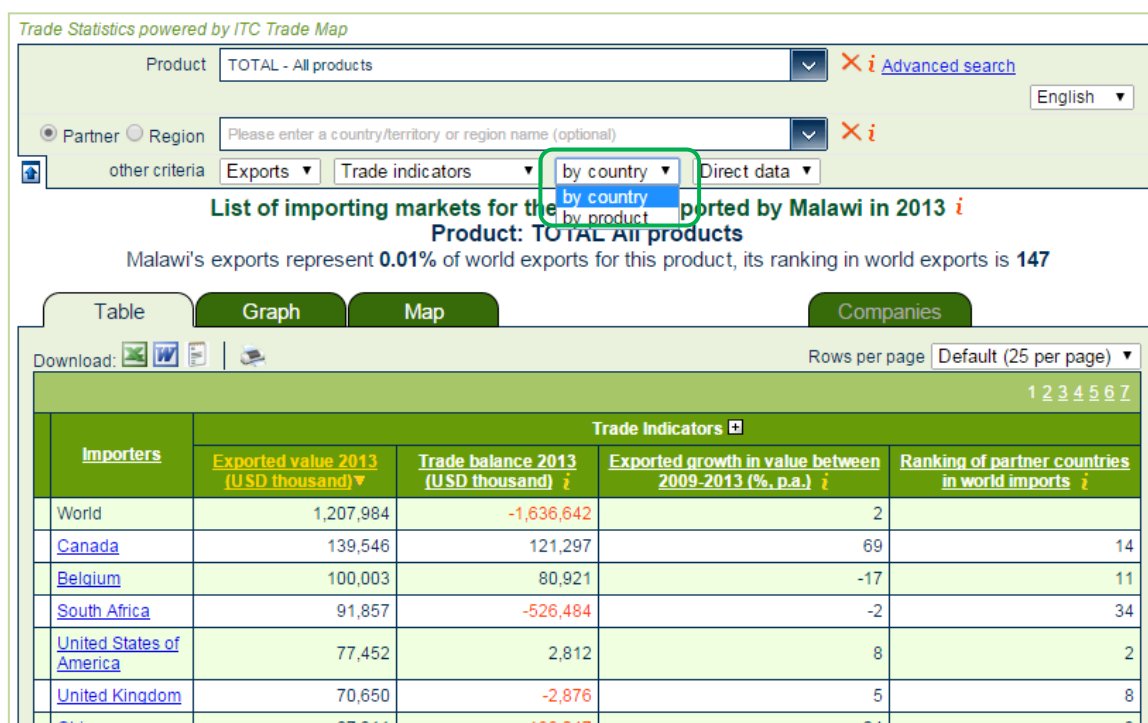 Trade Statistics powered by ITC Trade Map
Product TOTAL - All products Advanced search
English
Partner Region Please enter a country/territory or region name (optional)
other criteria Exports Trade indicators by country Direct data
by country
by product
List of importing markets for the ported by Malawi in 2013
Product: TOTAL All products
Malawi's exports represent 0.01% of world exports for this product, its ranking in world exports is 147
Table Graph Map Companies
Download: Rows per page Default (25 per page)
1 2 3 4 5 6 7
Importers Trade Indicators
Exported value 2013 (USD thousand) Trade balance 2013 (USD thousand) Exported growth in value between 2009-2013 (%, p.a.) Ranking of partner countries in world imports
World 1,207,984 -1,636,642 2
Canada 139,546 121,297 69 14
Belgium 100,003 80,921 -17 11
South Africa 91,857 -526,484 -2 34
United States of America 77,452 2,812 8 2
United Kingdom 70,650 -2,876 5 8